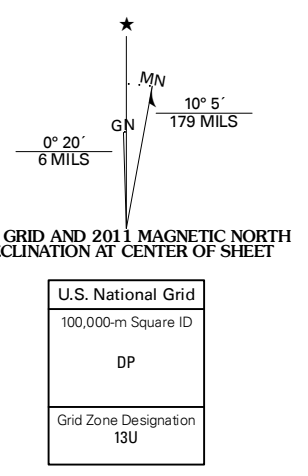 ★
MN
GN
10° 5´
179 MILS
0° 20´
6 MILS
GRID AND 2011 MAGNETIC NORTH
CLINATION AT CENTER OF SHEET
U.S. National Grid
100,000-m Square ID
DP
Grid Zone Designation
13U